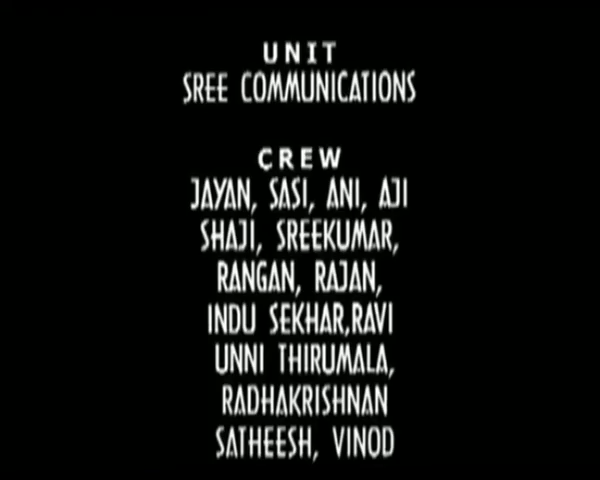 UNIT
SREE COMMUNICATIONS
CREW
JAYAN, SASI, ANI, AJI
SHAJI, SREEKUMAR,
RANGAN, RAJAN,
INDU SEKHAR,RAVI
UNNI THIRUMALA,
RADHAKRISHNAN
SATHEESH, VINOD